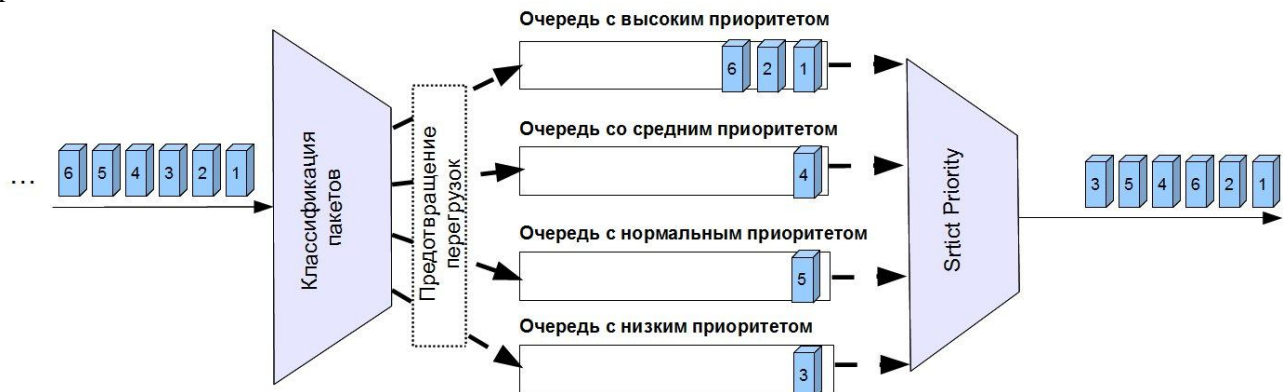 Очередь с высоким приоритетом
6 2 1
Очередь со средним приоритетом
4
... 6 5 4 3 2 1
Классификация
пакетов
Предотвращение
перегрузок
Очередь с нормальным приоритетом
5
Очередь с низким приоритетом
3
Srtict Priority
3 5 4 6 2 1